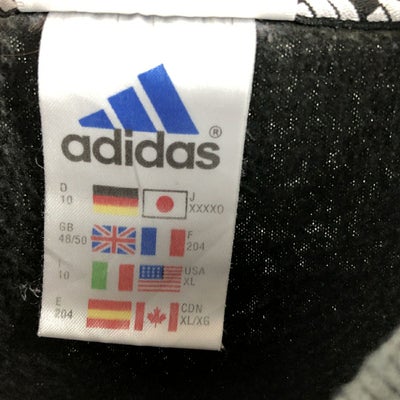 adidas®
D J
10 XXXXO
GB F
48/50 204
I USA
10 XL
E CDN
204 XL/XG